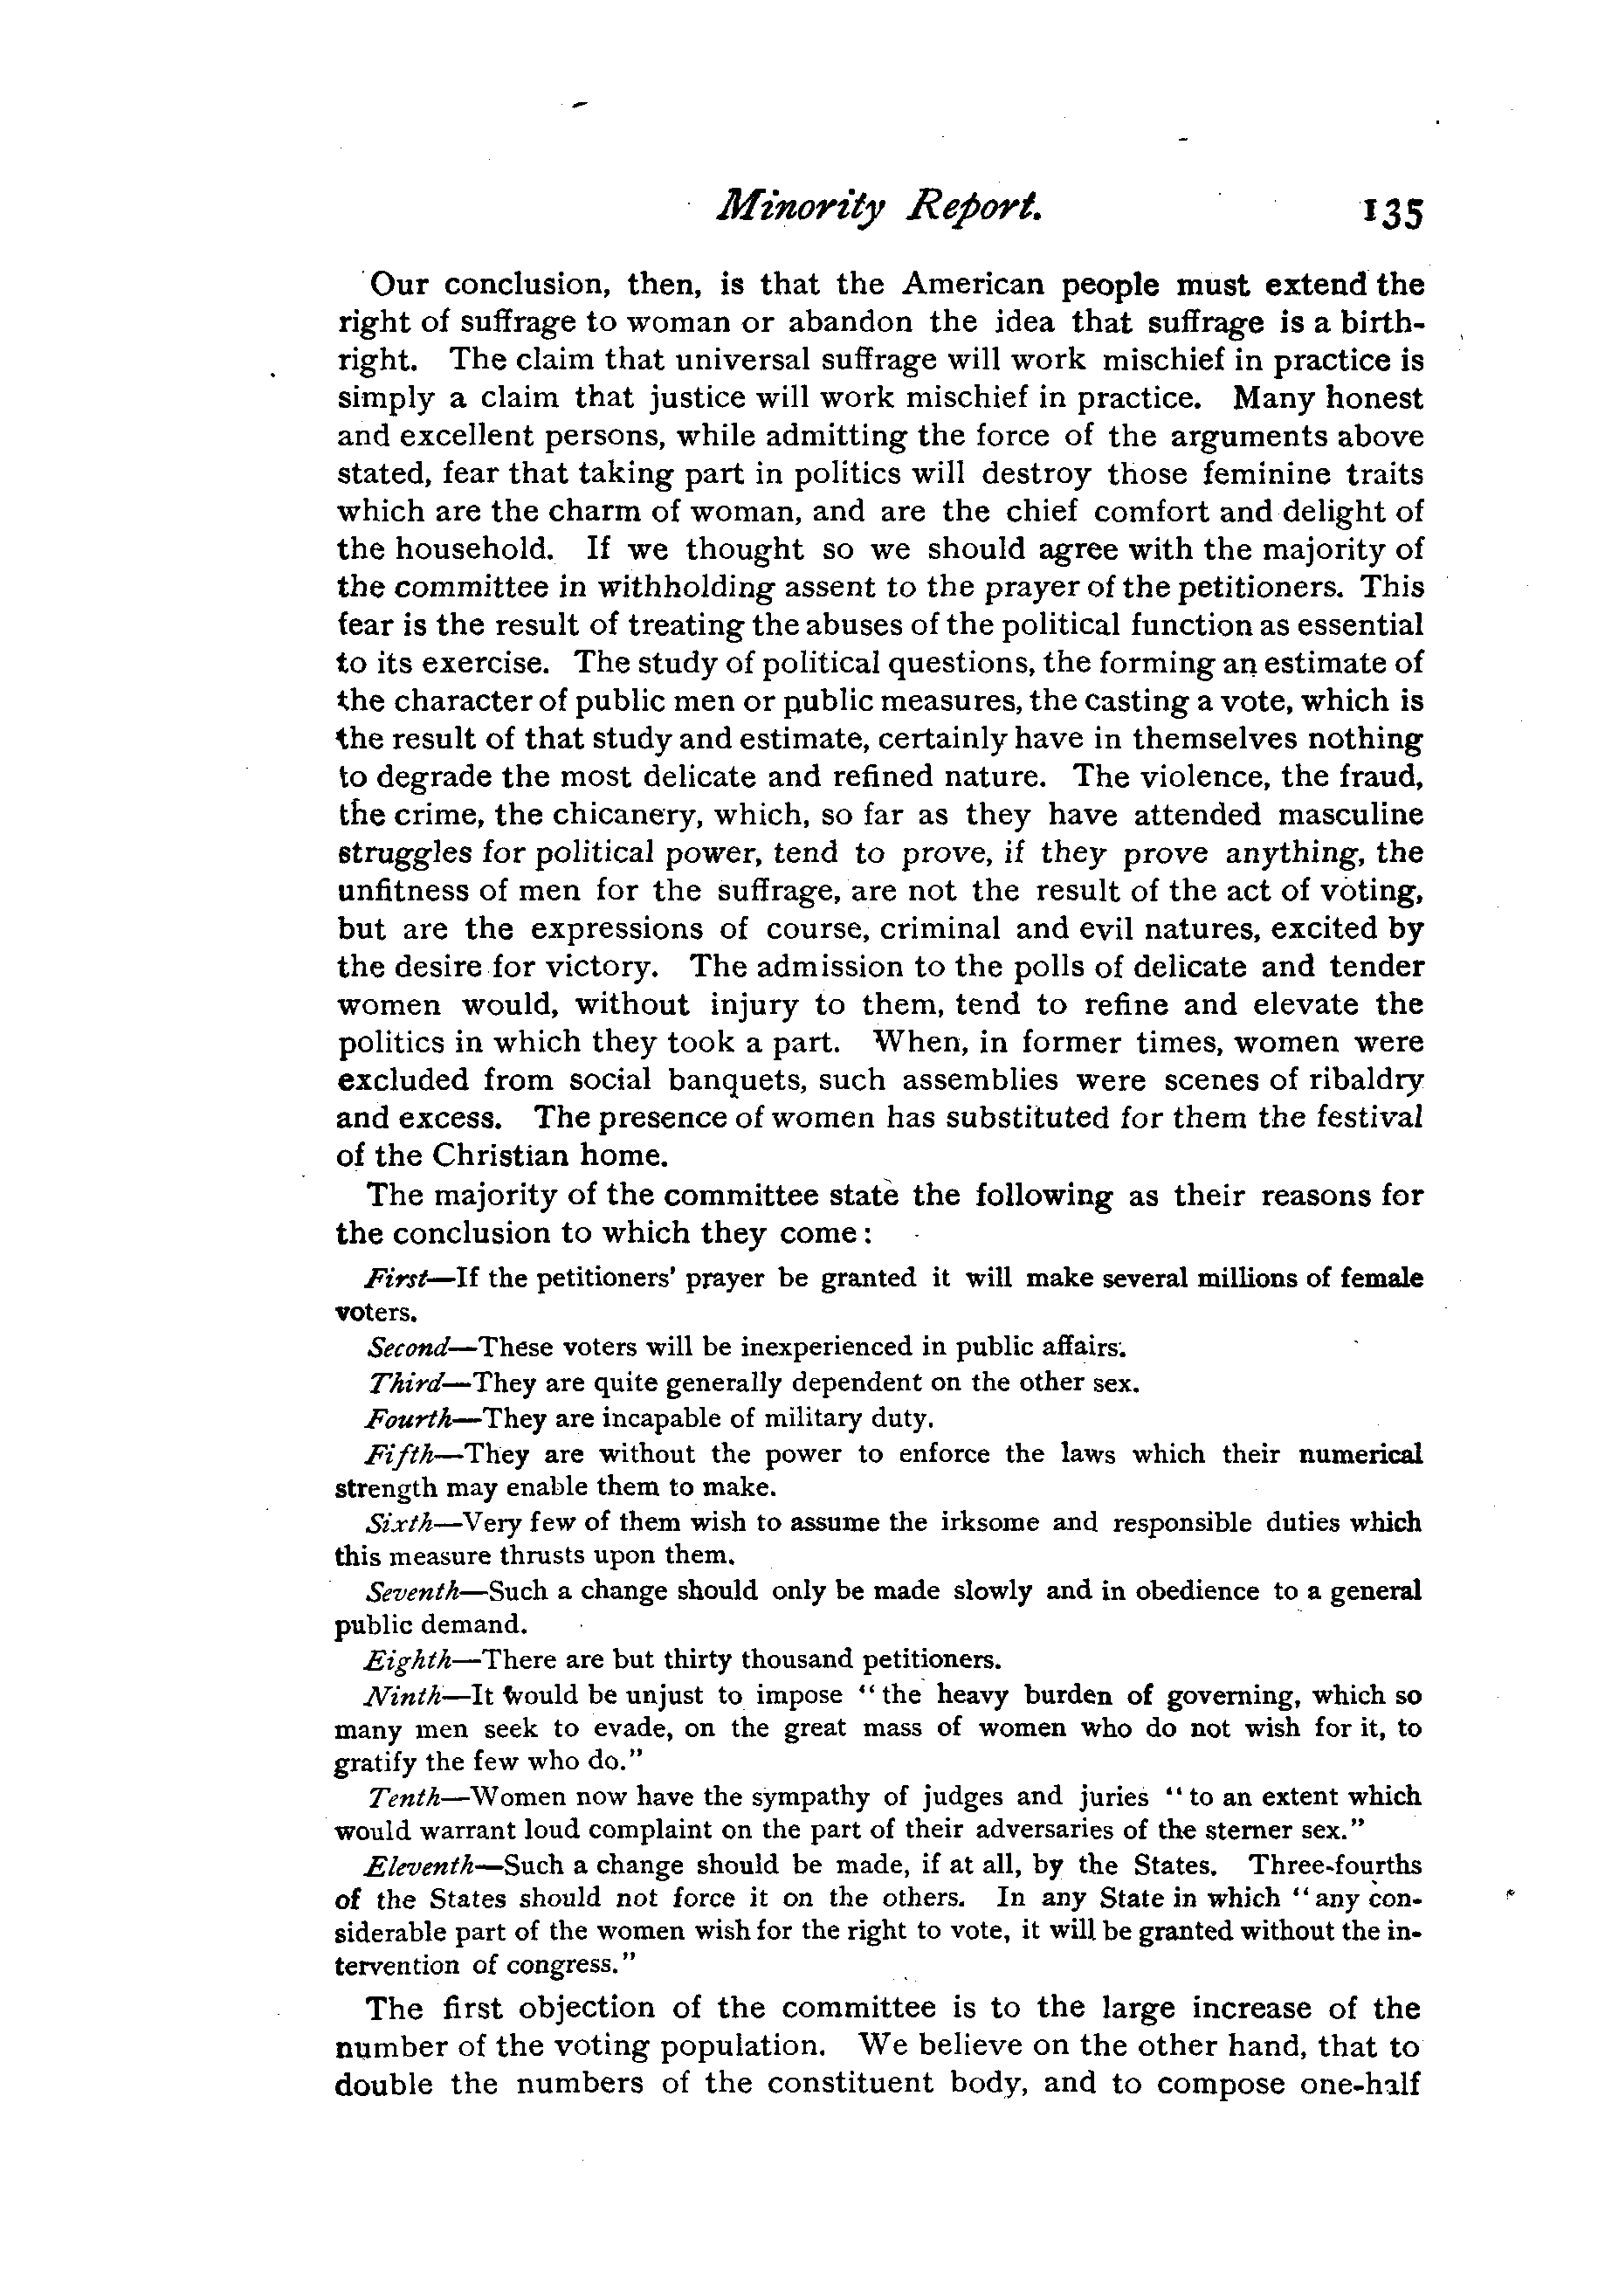 Minority Report. 135
Our conclusion, then, is that the American people must extend the
right of suffrage to woman or abandon the idea that suffrage is a birth-
right. The claim that universal suffrage will work mischief in practice is
simply a claim that justice will work mischief in practice. Many honest
and excellent persons, while admitting the force of the arguments above
stated, fear that taking part in politics will destroy those feminine traits
which are the charm of woman, and are the chief comfort and delight of
the household. If we thought so we should agree with the majority of
the committee in withholding assent to the prayer of the petitioners. This
fear is the result of treating the abuses of the political function as essential
to its exercise. The study of political questions, the forming an estimate of
the character of public men or public measures, the casting a vote, which is
the result of that study and estimate, certainly have in themselves nothing
to degrade the most delicate and refined nature. The violence, the fraud,
the crime, the chicanery, which, so far as they have attended masculine
struggles for political power, tend to prove, if they prove anything, the
unfitness of men for the suffrage, are not the result of the act of voting,
but are the expressions of course, criminal and evil natures, excited by
the desire for victory. The admission to the polls of delicate and tender
women would, without injury to them, tend to refine and elevate the
politics in which they took a part. When, in former times, women were
excluded from social banquets, such assemblies were scenes of ribaldry
and excess. The presence of women has substituted for them the festival
of the Christian home.
The majority of the committee state the following as their reasons for
the conclusion to which they come:
First—If the petitioners' prayer be granted it will make several millions of female
voters.
Second—These voters will be inexperienced in public affairs.
Third—They are quite generally dependent on the other sex.
Fourth—They are incapable of military duty.
Fifth—They are without the power to enforce the laws which their numerical
strength may enable them to make.
Sixth—Very few of them wish to assume the irksome and responsible duties which
this measure thrusts upon them.
Seventh—Such a change should only be made slowly and in obedience to a general
public demand.
Eighth—There are but thirty thousand petitioners.
Ninth—It would be unjust to impose "the heavy burden of governing, which so
many men seek to evade, on the great mass of women who do not wish for it, to
gratify the few who do."
Tenth—Women now have the sympathy of judges and juries "to an extent which
would warrant loud complaint on the part of their adversaries of the sterner sex."
Eleventh—Such a change should be made, if at all, by the States. Three-fourths
of the States should not force it on the others. In any State in which "any con-
siderable part of the women wish for the right to vote, it will be granted without the in-
tervention of congress."
The first objection of the committee is to the large increase of the
number of the voting population. We believe on the other hand, that to
double the numbers of the constituent body, and to compose one-half